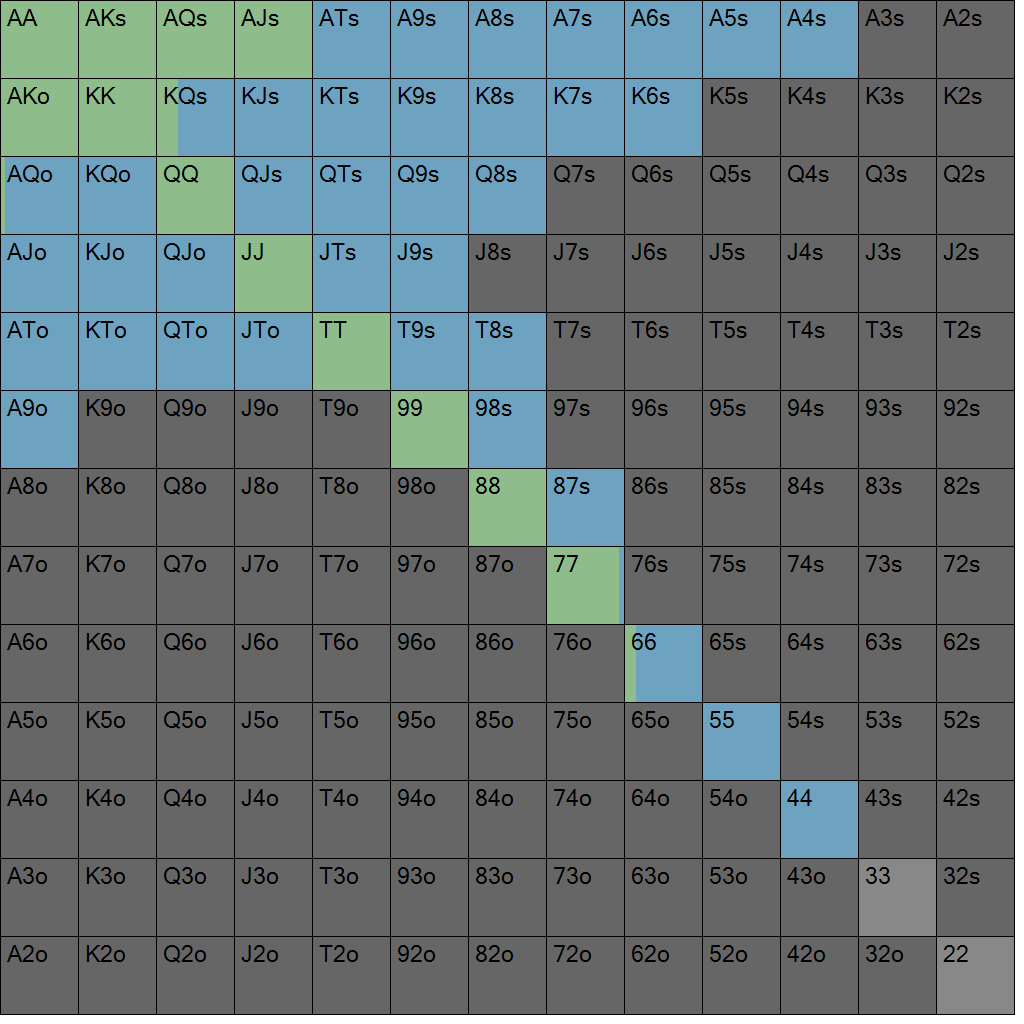 AA AKs AQs AJs ATs A9s A8s A7s A6s A5s A4s A3s A2s
AKo KK KQs KJs KTs K9s K8s K7s K6s K5s K4s K3s K2s
AQo KQo QQ QJs QTs Q9s Q8s Q7s Q6s Q5s Q4s Q3s Q2s
AJo KJo QJo JJ JTs J9s J8s J7s J6s J5s J4s J3s J2s
ATo KTo QTo JTo TT T9s T8s T7s T6s T5s T4s T3s T2s
A9o K9o Q9o J9o T9o 99 98s 97s 96s 95s 94s 93s 92s
A8o K8o Q8o J8o T8o 98o 88 87s 86s 85s 84s 83s 82s
A7o K7o Q7o J7o T7o 97o 87o 77 76s 75s 74s 73s 72s
A6o K6o Q6o J6o T6o 96o 86o 76o 66 65s 64s 63s 62s
A5o K5o Q5o J5o T5o 95o 85o 75o 65o 55 54s 53s 52s
A4o K4o Q4o J4o T4o 94o 84o 74o 64o 54o 44 43s 42s
A3o K3o Q3o J3o T3o 93o 83o 73o 63o 53o 43o 33 32s
A2o K2o Q2o J2o T2o 92o 82o 72o 62o 52o 42o 32o 22